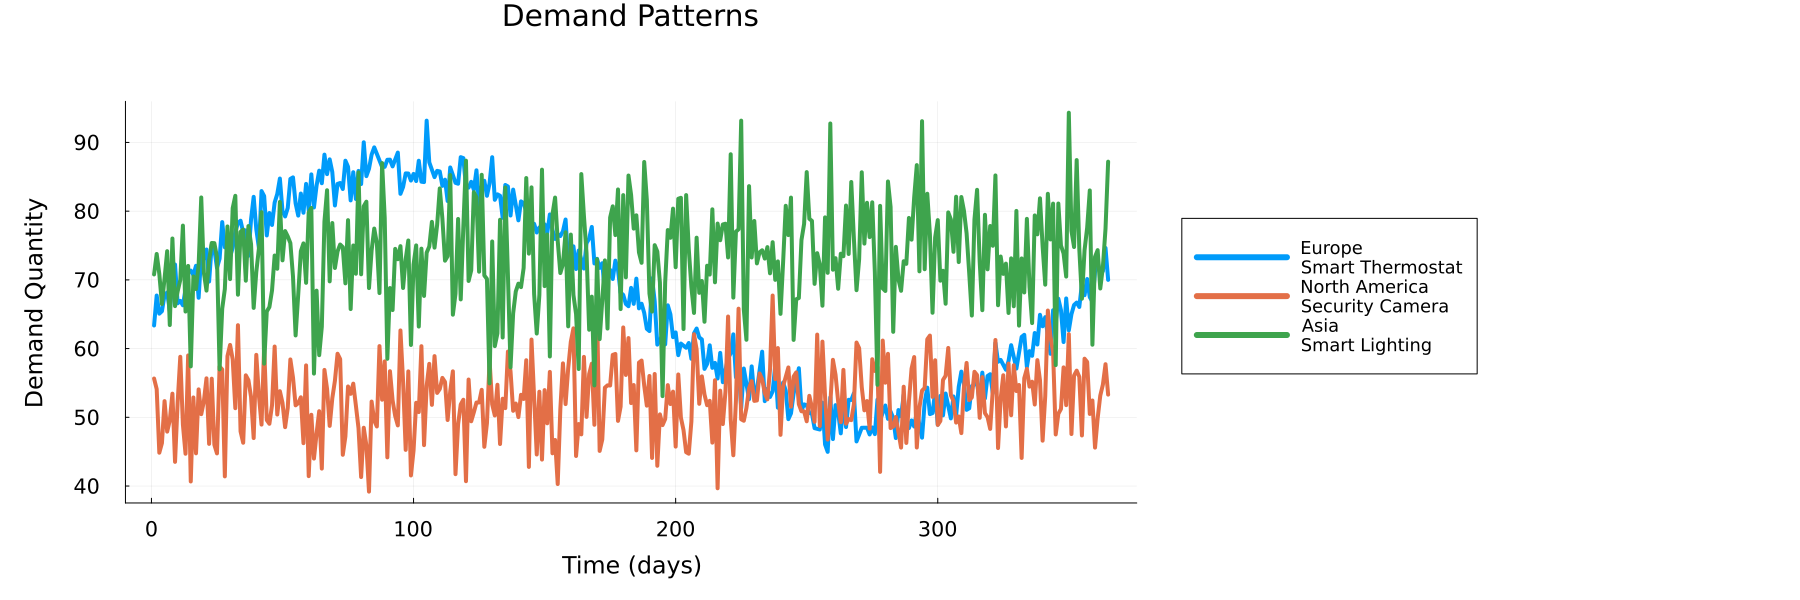 Demand Patterns
Demand Quantity
90
80
70
60
50
40
0
100
200
300
Time (days)
Europe
Smart Thermostat
North America
Security Camera
Asia
Smart Lighting